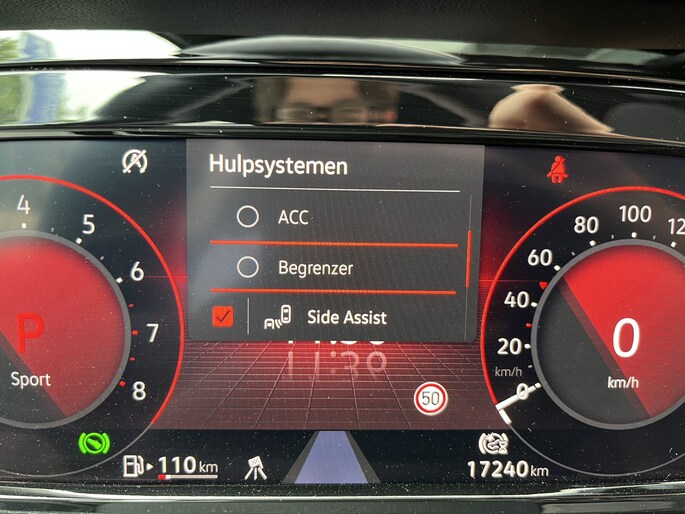 Hulpsystemen
ACC
Begrenzer
Side Assist
4
5
6
7
8
P
Sport
50
0
20
40
60
80
100
12
km/h
0
km/h
110 km
17240 km